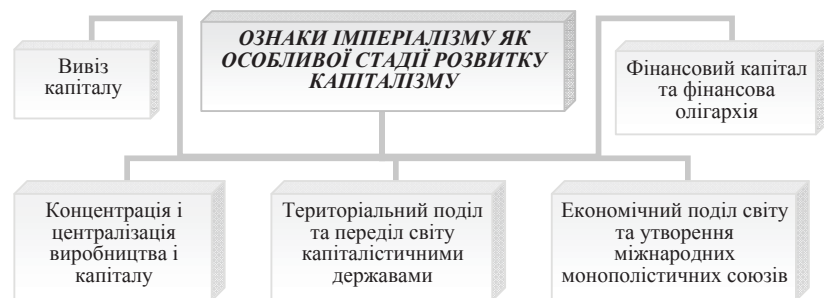 ОЗНАКИ ІМПЕРІАЛІЗМУ ЯК
ОСОБЛИВОЇ СТАДІЇ РОЗВИТКУ
КАПІТАЛІЗМУ
Вивіз
капіталу
Фінансовий капітал
та фінансова
олігархія
Концентрація і
централізація
виробництва і
капіталу
Територіальний поділ
та переділ світу
капіталістичними
державами
Економічний поділ світу
та утворення
міжнародних
монополістичних союзів